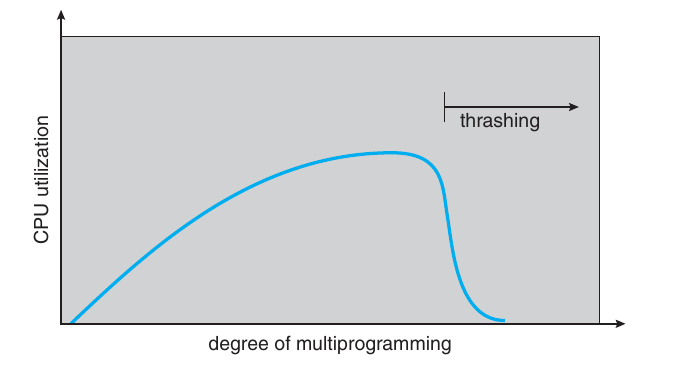 thrashing
CPU utilization
degree of multiprogramming